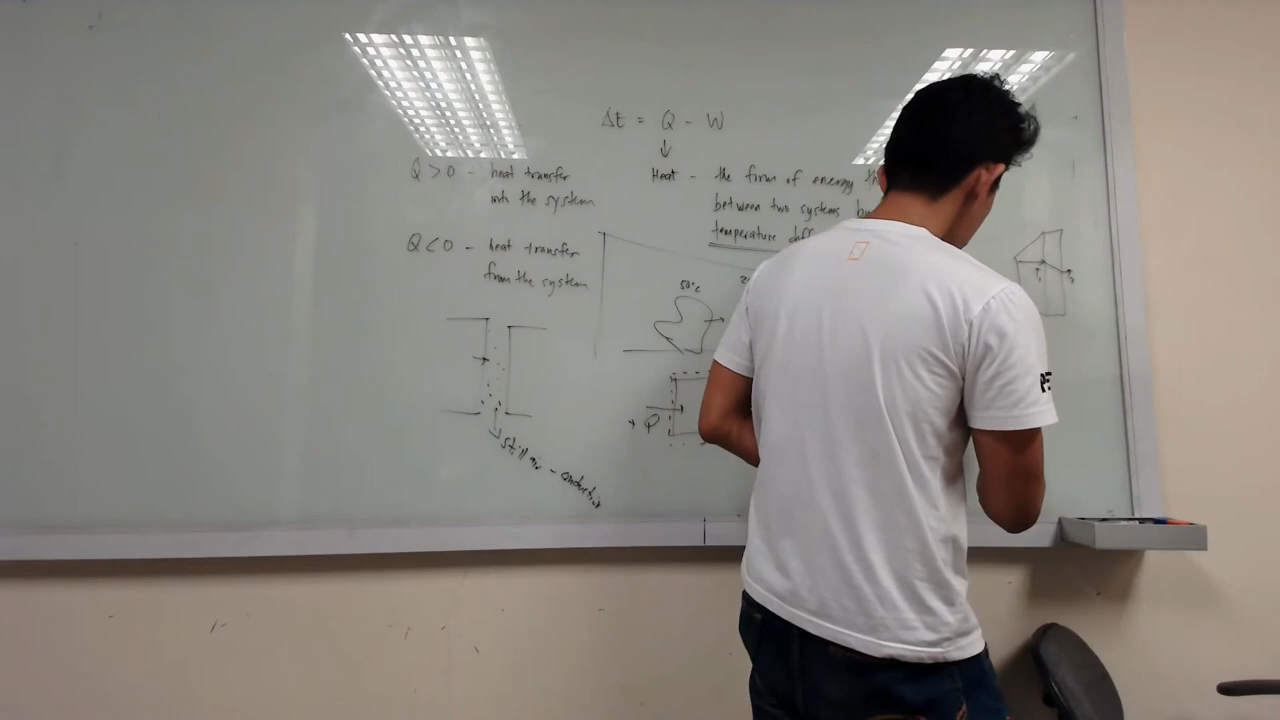 Δt = Q - W
Q > 0 - heat transfer
into the system
Q < 0 - heat transfer
from the system
Heat - the form of energy th
between two systems
temperature diff
50°C
Q
still air - conduction